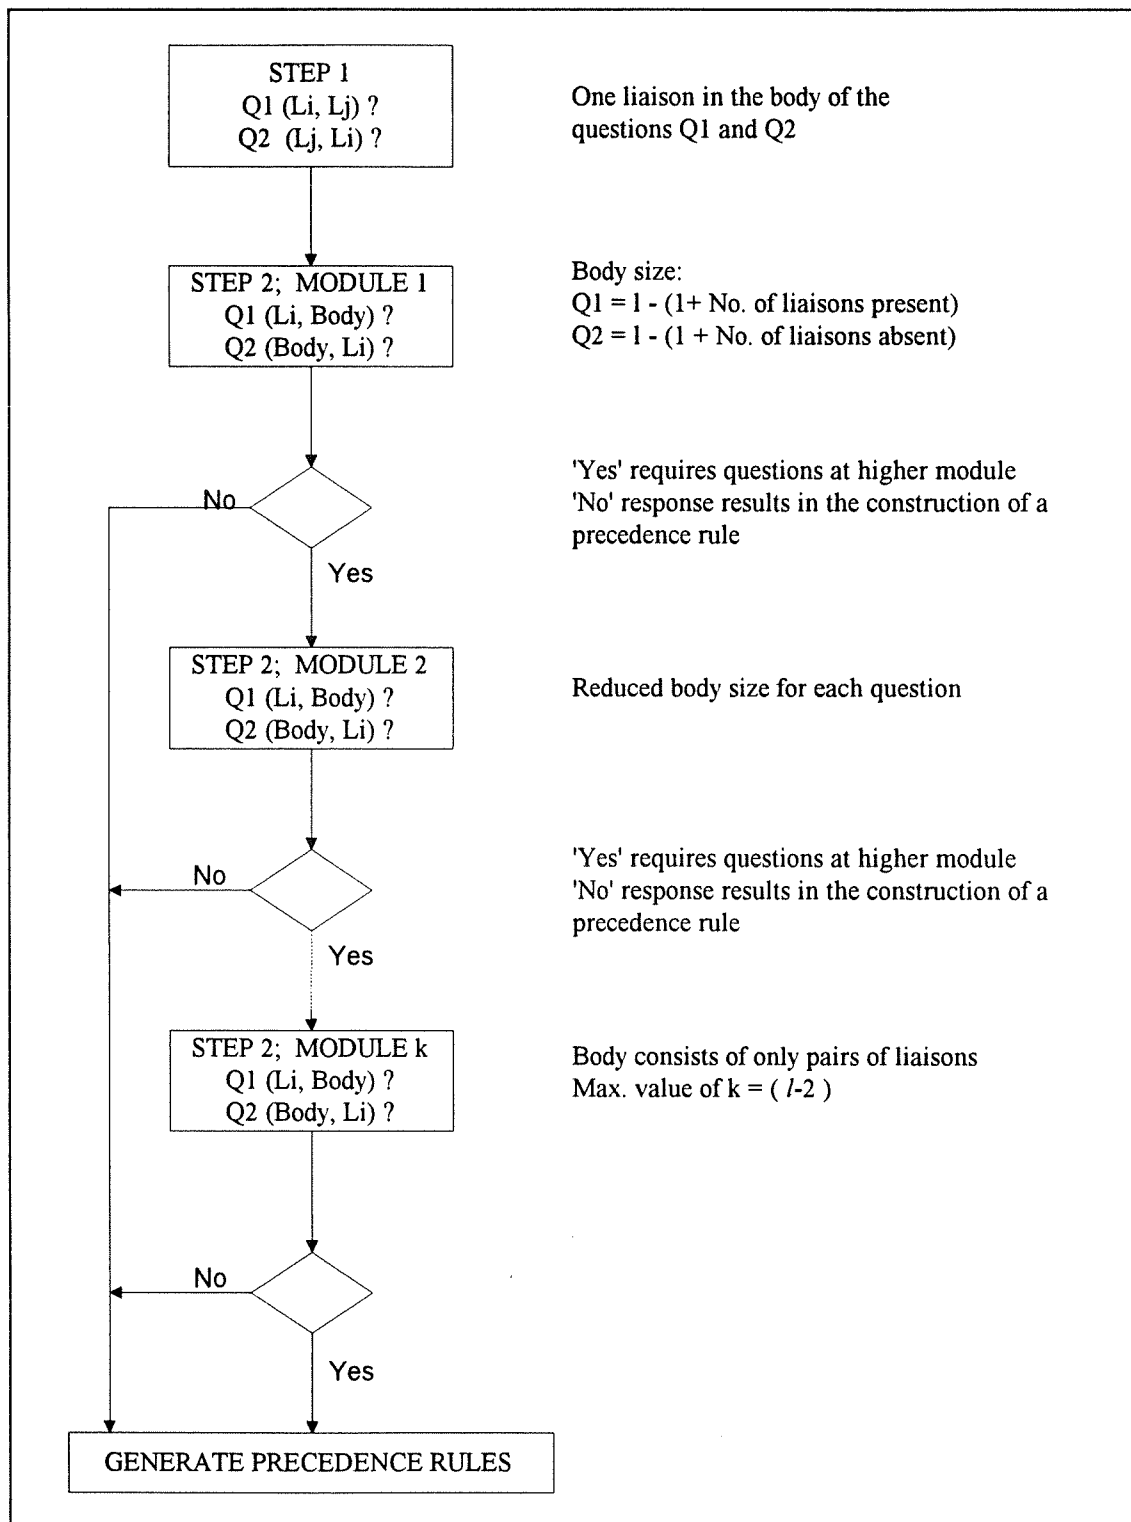 STEP 1
Q1 (Li, Lj) ?
Q2 (Lj, Li) ?
One liaison in the body of the
questions Q1 and Q2
STEP 2; MODULE 1
Q1 (Li, Body) ?
Q2 (Body, Li) ?
Body size:
Q1 = l - (1+ No. of liaisons present)
Q2 = l - (1 + No. of liaisons absent)
No
Yes
'Yes' requires questions at higher module
'No' response results in the construction of a
precedence rule
STEP 2; MODULE 2
Q1 (Li, Body) ?
Q2 (Body, Li) ?
Reduced body size for each question
No
Yes
'Yes' requires questions at higher module
'No' response results in the construction of a
precedence rule
STEP 2; MODULE k
Q1 (Li, Body) ?
Q2 (Body, Li) ?
Body consists of only pairs of liaisons
Max. value of k = ( l-2 )
No
Yes
GENERATE PRECEDENCE RULES